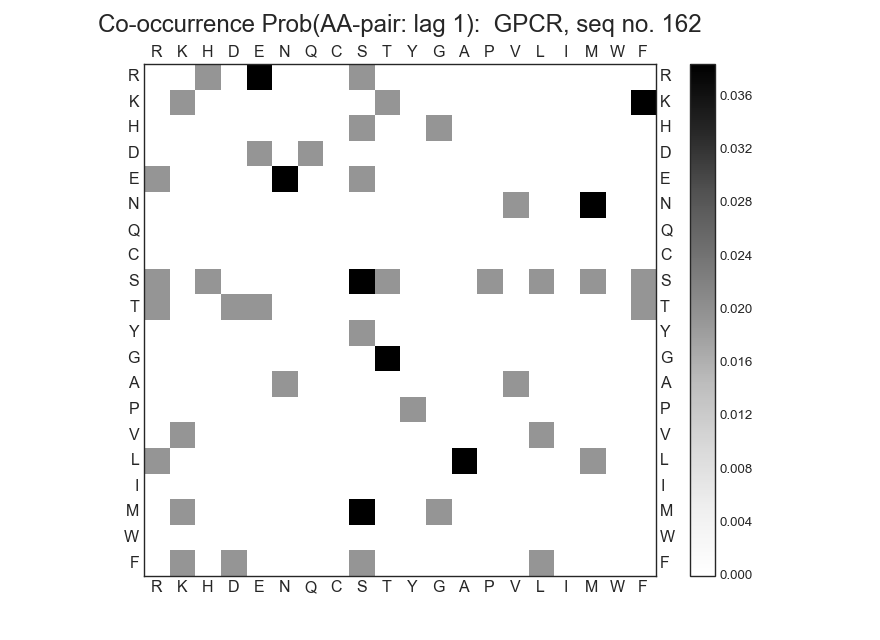 Co-occurrence Prob(AA-pair: lag 1):  GPCR, seq no. 162
R K H D E N Q C S T Y G A P V L I M W F
R R
K K
H H
D D
E E
N N
Q Q
C C
S S
T T
Y Y
G G
A A
P P
V V
L L
I I
M M
W W
F F
R K H D E N Q C S T Y G A P V L I M W F
0.036
0.032
0.028
0.024
0.020
0.016
0.012
0.008
0.004
0.000